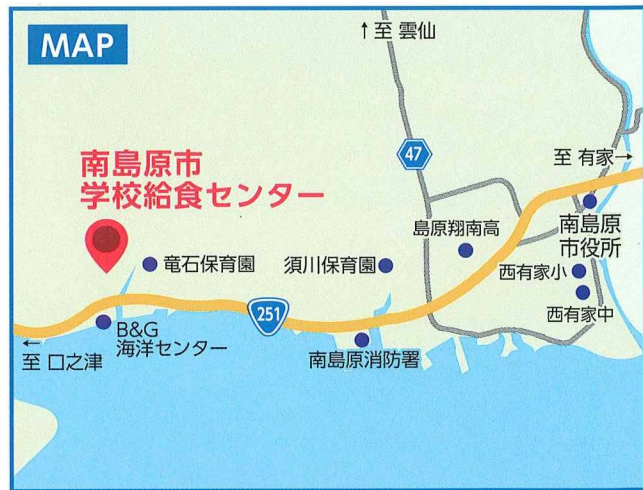 MAP
↑至 雲仙
47
至 有家→
南島原市
学校給食センター
島原翔南高
南島原
市役所
竜石保育園
須川保育園
西有家小
西有家中
251
B&G
海洋センター
南島原消防署
←
至 口之津